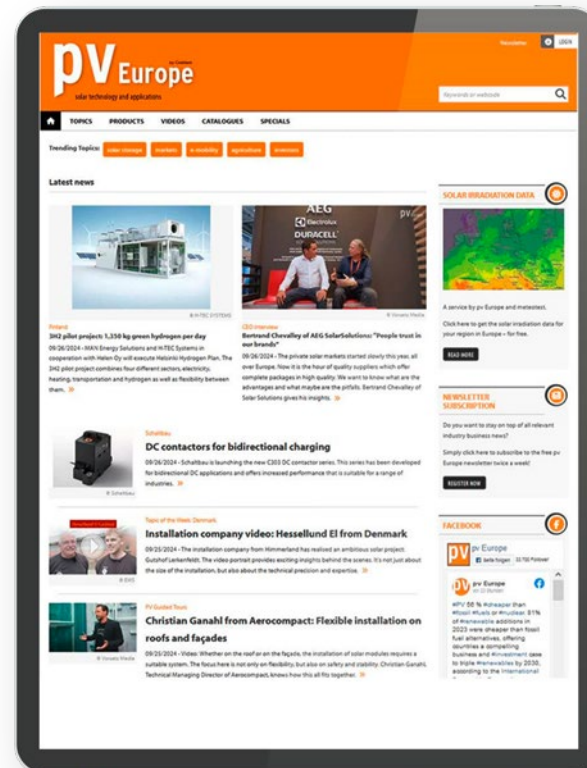 pv Europe
solar technology and applications
Newsletter
LOGIN
Keywords or webcode
TOPICS PRODUCTS VIDEOS CATALOGUES SPECIALS
Trending Topics: solar storage markets e-mobility agriculture investors
Latest news
© H-TEC SYSTEMS
Finland
3H2 pilot project: 1,350 kg green hydrogen per day
09/26/2024 - MAN Energy Solutions and H-TEC Systems in
cooperation with Helen Oy will execute Helsinki Hydrogen Plan. The
3H2 pilot project combines four different sectors, electricity,
heating, transportation and hydrogen as well as flexibility between
them.
AEG
Electrolux
DURACELL
pv
© Vorsatz Media
CEO interview
Bertrand Chevalley of AEG SolarSolutions: "People trust in
our brands"
09/26/2024 - The private solar markets started slowly this year, all
over Europe. Now it is the hour of quality suppliers which offer
complete packages in high quality. We want to know what are the
advantages and what maybe are the pitfalls. Bertrand Chevalley of
Solar Solutions gives his insights.
© Schaltbau
Schaltbau
DC contactors for bidirectional charging
09/26/2024 - Schaltbau is launching the new C303 DC contactor series. This series has been developed
for bidirectional DC applications and offers increased performance that is suitable for a range of
industries.
Topic of the Week: Denmark
Installation company video: Hessellund El from Denmark
09/25/2024 - The installation company from Himmerland has realized an ambitious solar project:
Gutshof Lerkenfeldt. The video portrait provides exciting insights behind the scenes. It's not just about
the size of the installation, but also about the technical precision and expertise.
© Vorsatz Media
PV Guided Tours
Christian Ganahl from Aerocompact: Flexible installation on
roofs and façades
09/25/2024 - Video: Whether on the roof or on the façade, the installation of solar modules requires a
suitable system. The focus here is not only on flexibility, but also on safety and stability. Christian Ganahl,
Technical Managing Director of Aerocompact, knows how this all fits together.
SOLAR IRRADIATION DATA
A service by pv Europe and meteotest.
Click here to get the solar irradiation data for
your region in Europe – for free.
READ MORE
NEWSLETTER
SUBSCRIPTION
Do you want to stay on top of all relevant
industry business news?
Simply click here to subscribe to the free pv
Europe newsletter twice a week!
REGISTER NOW
FACEBOOK
pv Europe
Seite folgen
pv Europe
#PV 56 % #cheaper than
#fossil #fuels or #nuclear. 81%
of #renewable additions in
2023 were cheaper than fossil
fuel alternatives, offering
countries a compelling
business and #investment case
to triple #renewables by 2030,
according to the International